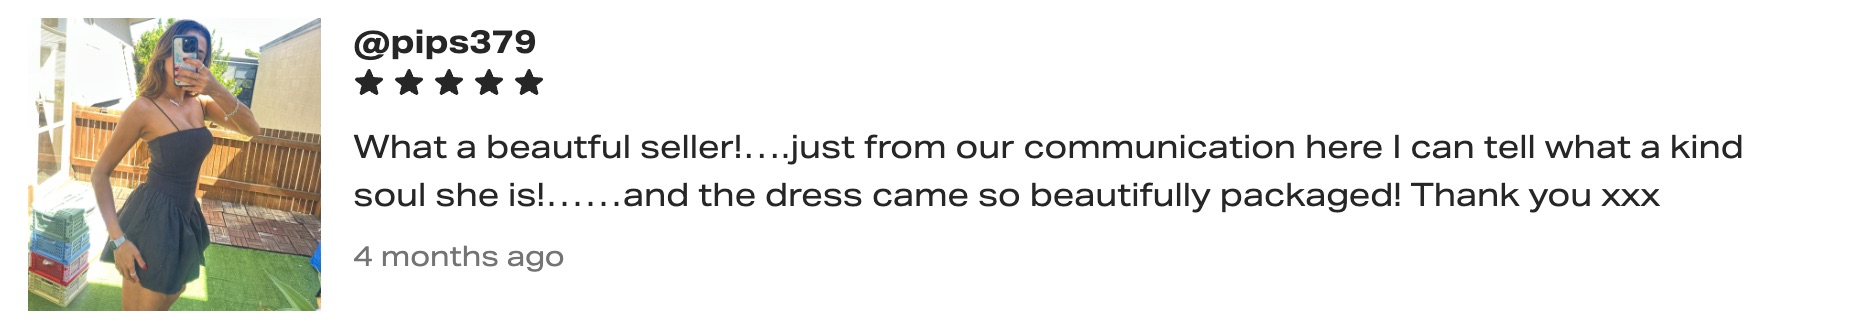 @pips379
What a beautful seller!....just from our communication here I can tell what a kind
soul she is!......and the dress came so beautifully packaged! Thank you xxx
4 months ago